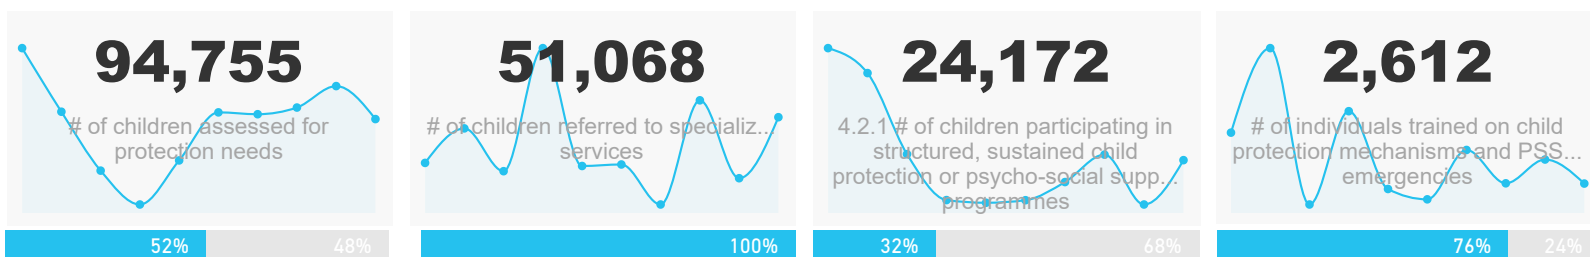 94,755
# of children assessed for
protection needs
52%
48%
51,068
# of children referred to specializ...
services
100%
24,172
4.2.1 # of children participating in
structured, sustained child
protection or psycho-social supp...
programmes
32%
68%
2,612
# of individuals trained on child
protection mechanisms and PSS...
emergencies
76%
24%